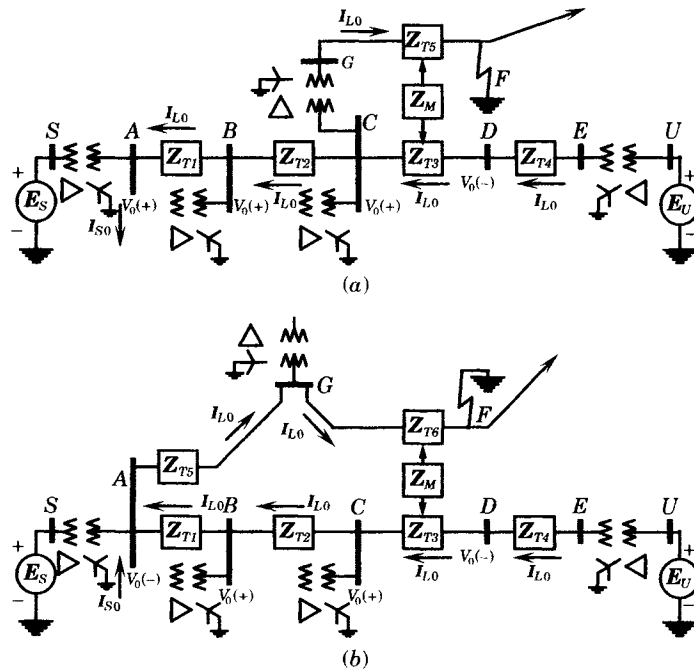 I_L0
Z_T5
G
F
Z_M
S
A
I_L0
B
C
D
E
U
Z_T1
Z_T2
Z_T3
Z_T4
+
E_S
−
I_S0
V_0(+)
V_0(+)
I_L0
V_0(+)
I_L0
V_0(−)
I_L0
+
E_U
−
(a)
G
I_L0
I_L0
Z_T6
F
A
Z_T5
Z_M
S
I_L0
B
I_L0
C
D
E
U
Z_T1
Z_T2
Z_T3
Z_T4
+
E_S
−
I_S0
V_0(−)
V_0(+)
V_0(+)
I_L0
V_0(−)
I_L0
+
E_U
−
(b)